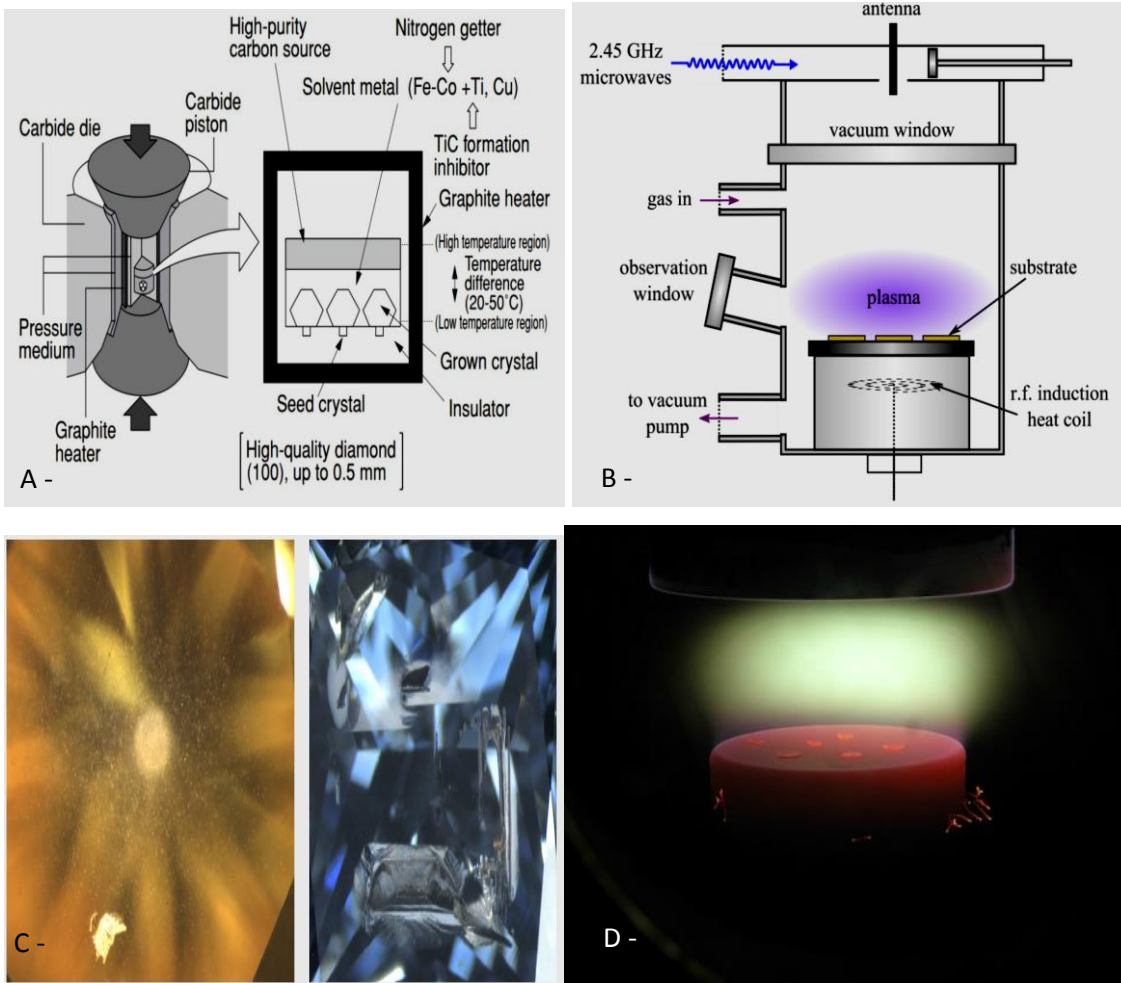 High-purity
carbon source
Nitrogen getter
Solvent metal (Fe-Co +Ti, Cu)
TiC formation
inhibitor
Carbide
piston
Carbide die
Graphite heater
(High temperature region)
Temperature
difference
(20-50˚C)
(Low temperature region)
Pressure
medium
Grown crystal
Seed crystal
Insulator
Graphite
heater
High-quality diamond
(100), up to 0.5 mm
A -
antenna
2.45 GHz
microwaves
vacuum window
gas in
observation
window
substrate
plasma
to vacuum
pump
r.f. induction
heat coil
B -
C -
D -